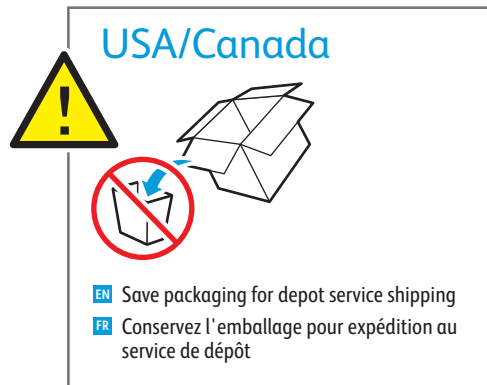 USA/Canada
!
EN Save packaging for depot service shipping
FR Conservez l'emballage pour expédition au
service de dépôt